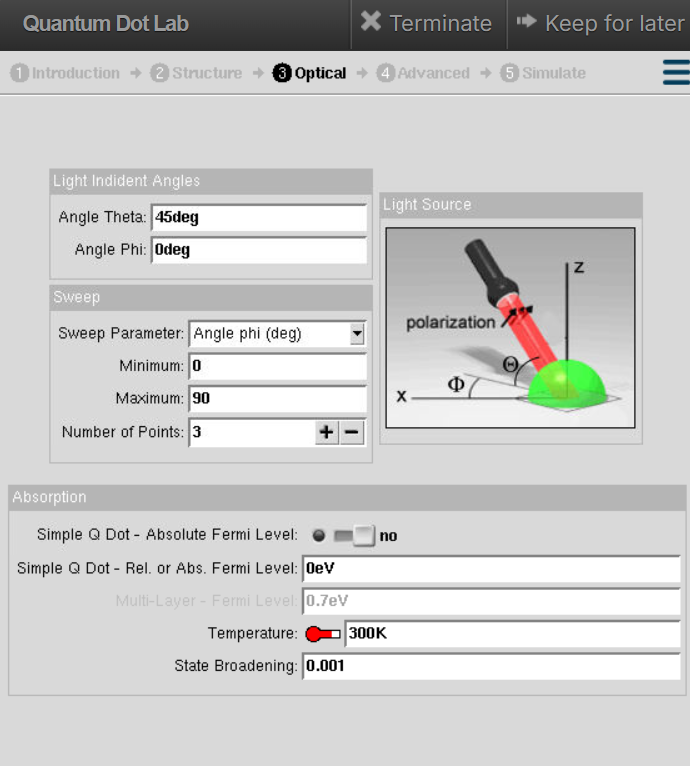 Quantum Dot Lab
Terminate
Keep for later
1 Introduction → 2 Structure → 3 Optical → 4 Advanced → 5 Simulate
Light Indident Angles
Angle Theta: 45deg
Angle Phi: 0deg
Sweep
Sweep Parameter: Angle phi (deg)
Minimum: 0
Maximum: 90
Number of Points: 3 + −
Light Source
z
polarization
Θ
Φ
x
Absorption
Simple Q Dot - Absolute Fermi Level: no
Simple Q Dot - Rel. or Abs. Fermi Level: 0eV
Multi-Layer - Fermi Level: 0.7eV
Temperature: 300K
State Broadening: 0.001